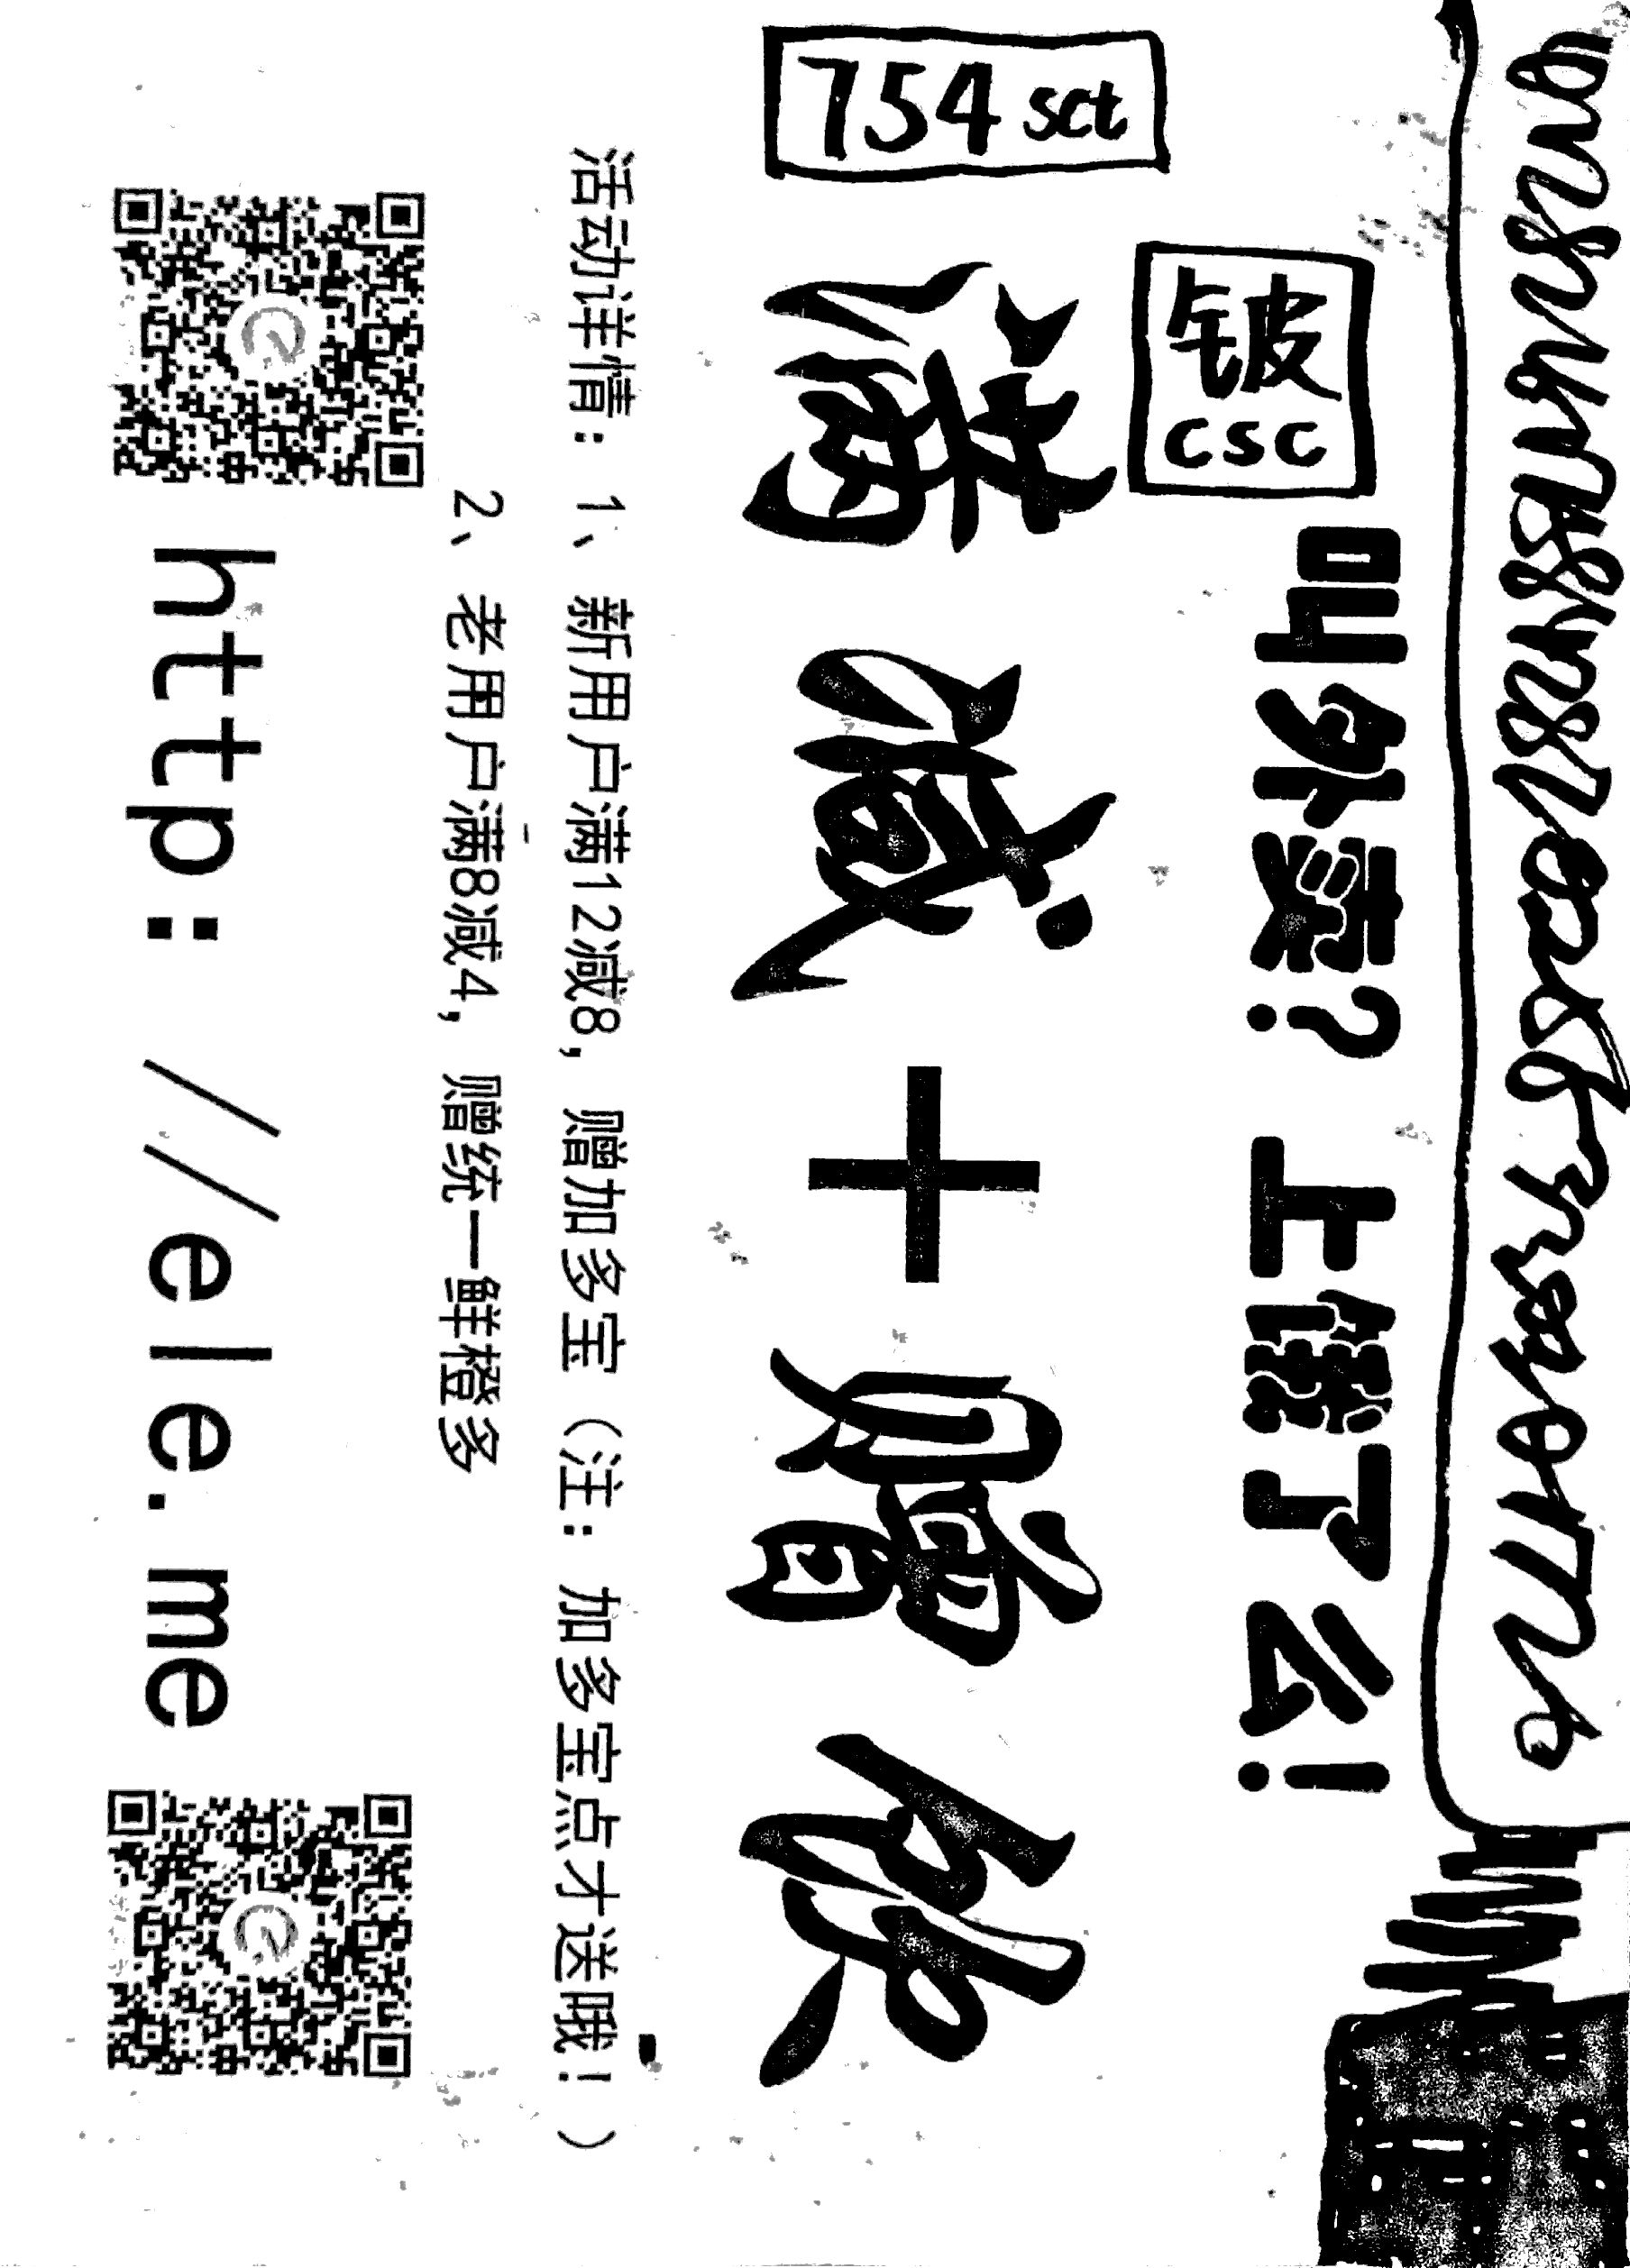 754 sct
铍
CSC
叫外卖？上饿了么！
满减+赠饮
活动详情：1、新用户满12减8，赠加多宝（注：加多宝点才送哦！）
2、老用户满8减4，赠统一鲜橙多
http://ele.me